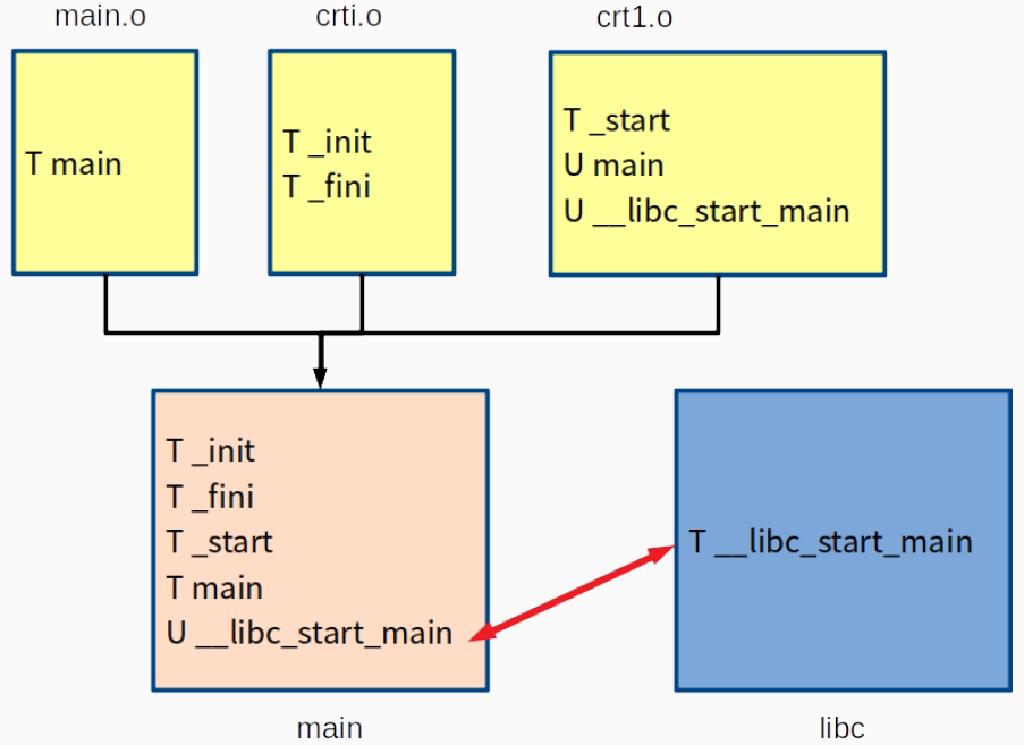 main.o
crti.o
crt1.o
T main
T _init
T _fini
T _start
U main
U __libc_start_main
T _init
T _fini
T _start
T main
U __libc_start_main
T __libc_start_main
main
libc